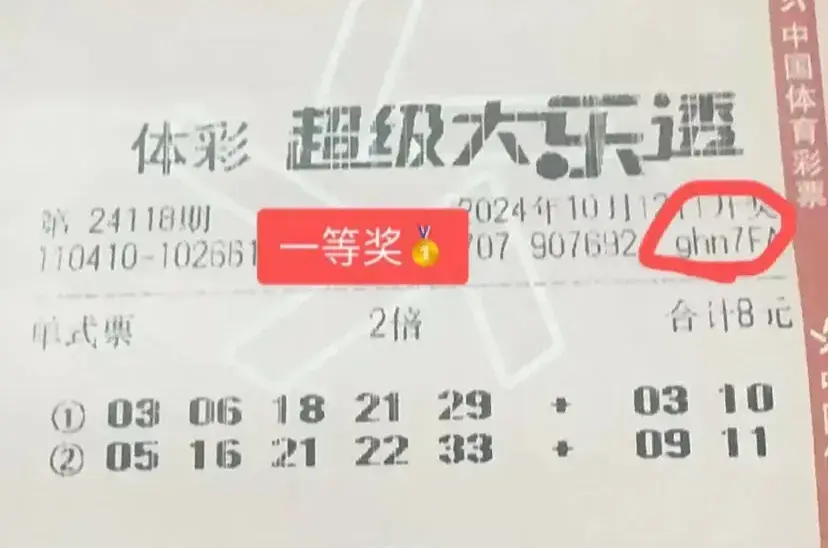 体彩 超级大乐透
第 24118期 2024年10月12日开奖
110410-102661 一等奖🥇 707 907692 ghn7FA
单式票 2倍 合计8元
① 03 06 18 21 29 + 03 10
② 05 16 21 22 33 + 09 11
中国体育彩票